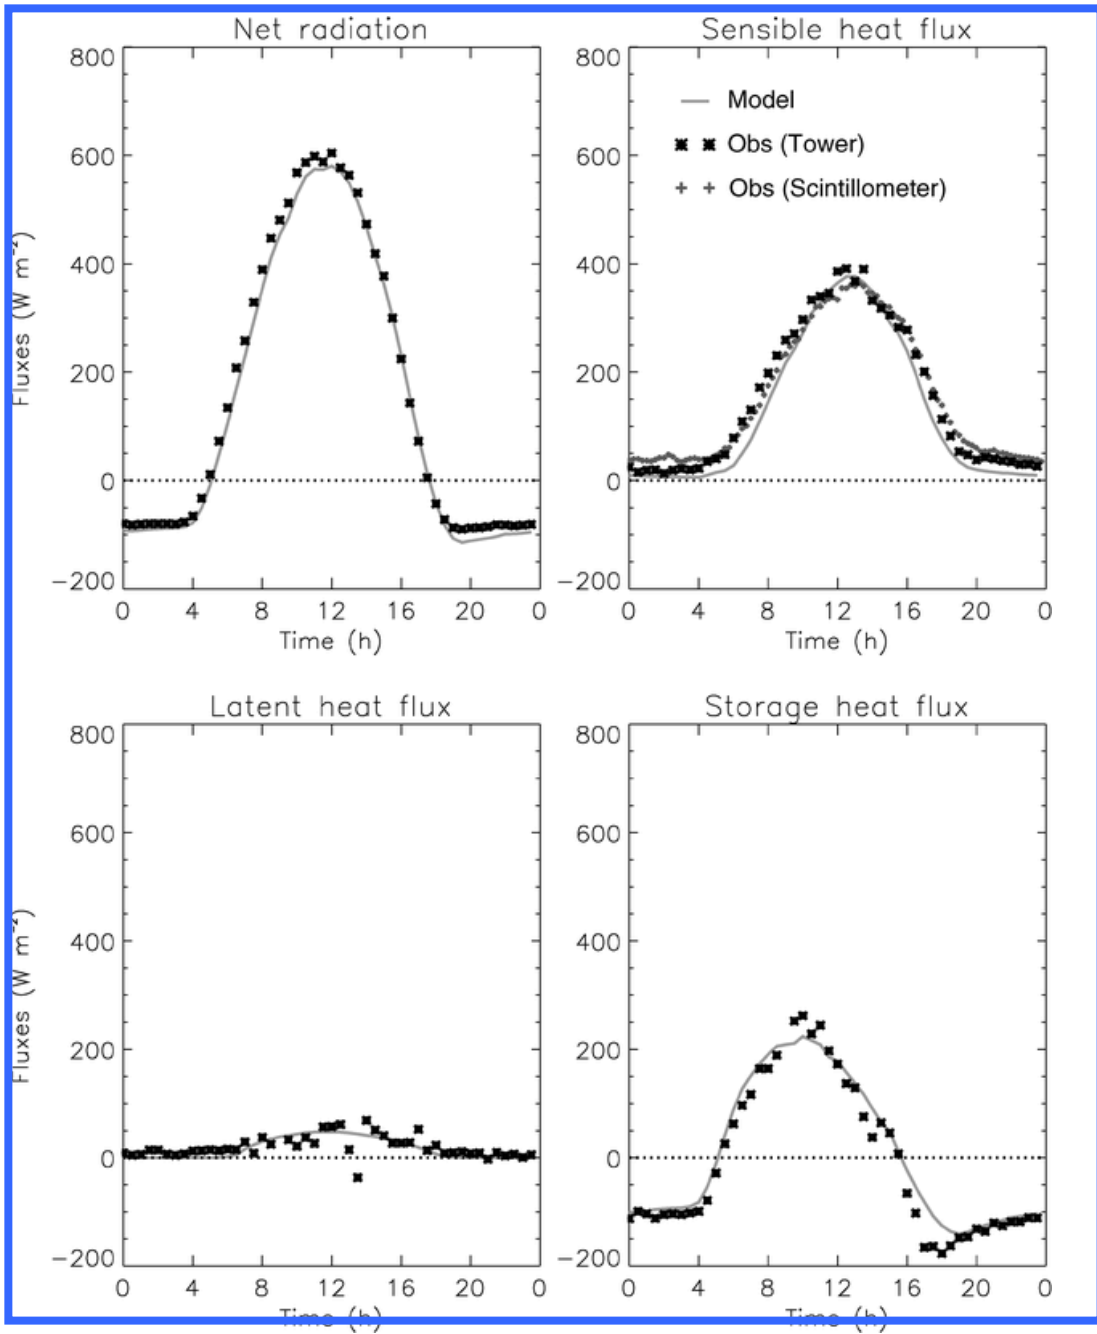 Net radiation
Sensible heat flux
800
600
400
200
0
−200
Fluxes (W m⁻²)
0 4 8 12 16 20 0
Time (h)
800
600
400
200
0
−200
Model
Obs (Tower)
Obs (Scintillometer)
0 4 8 12 16 20 0
Time (h)
Latent heat flux
Storage heat flux
800
600
400
200
0
−200
Fluxes (W m⁻²)
0 4 8 12 16 20 0
Time (h)
800
600
400
200
0
−200
0 4 8 12 16 20 0
Time (h)